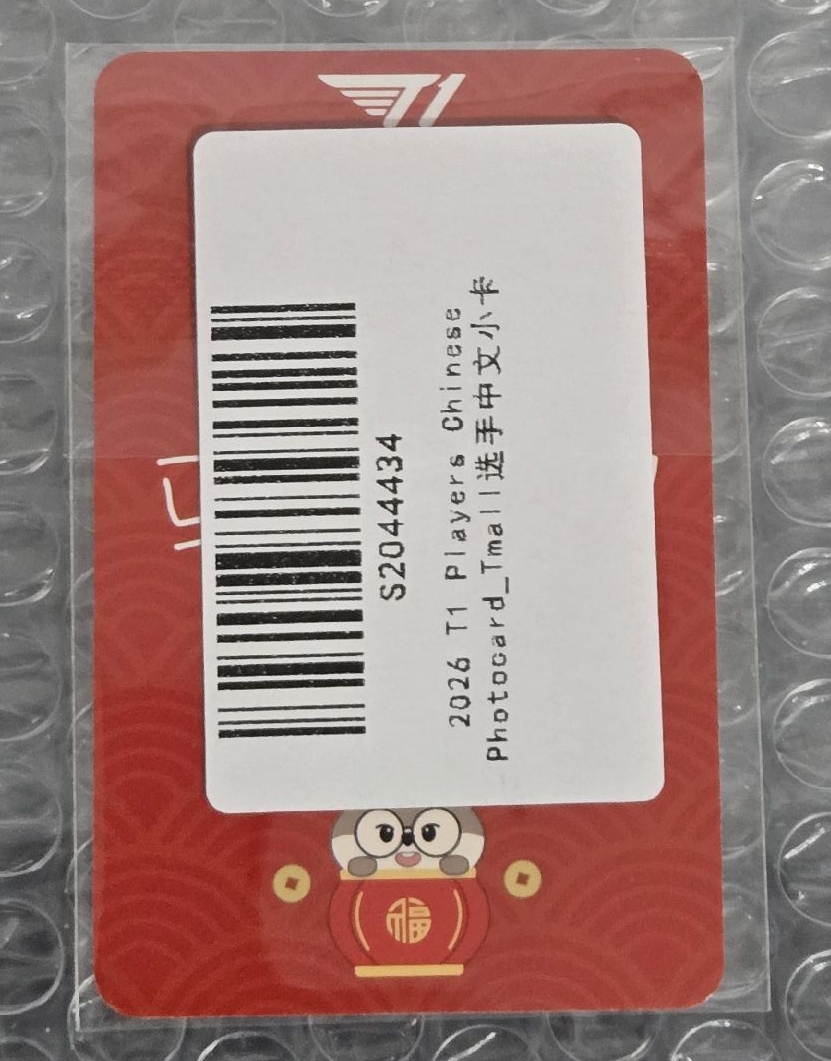 T1
S2044434
2026 T1 Players Chinese
Photocard_Tmall选手中文小卡
福